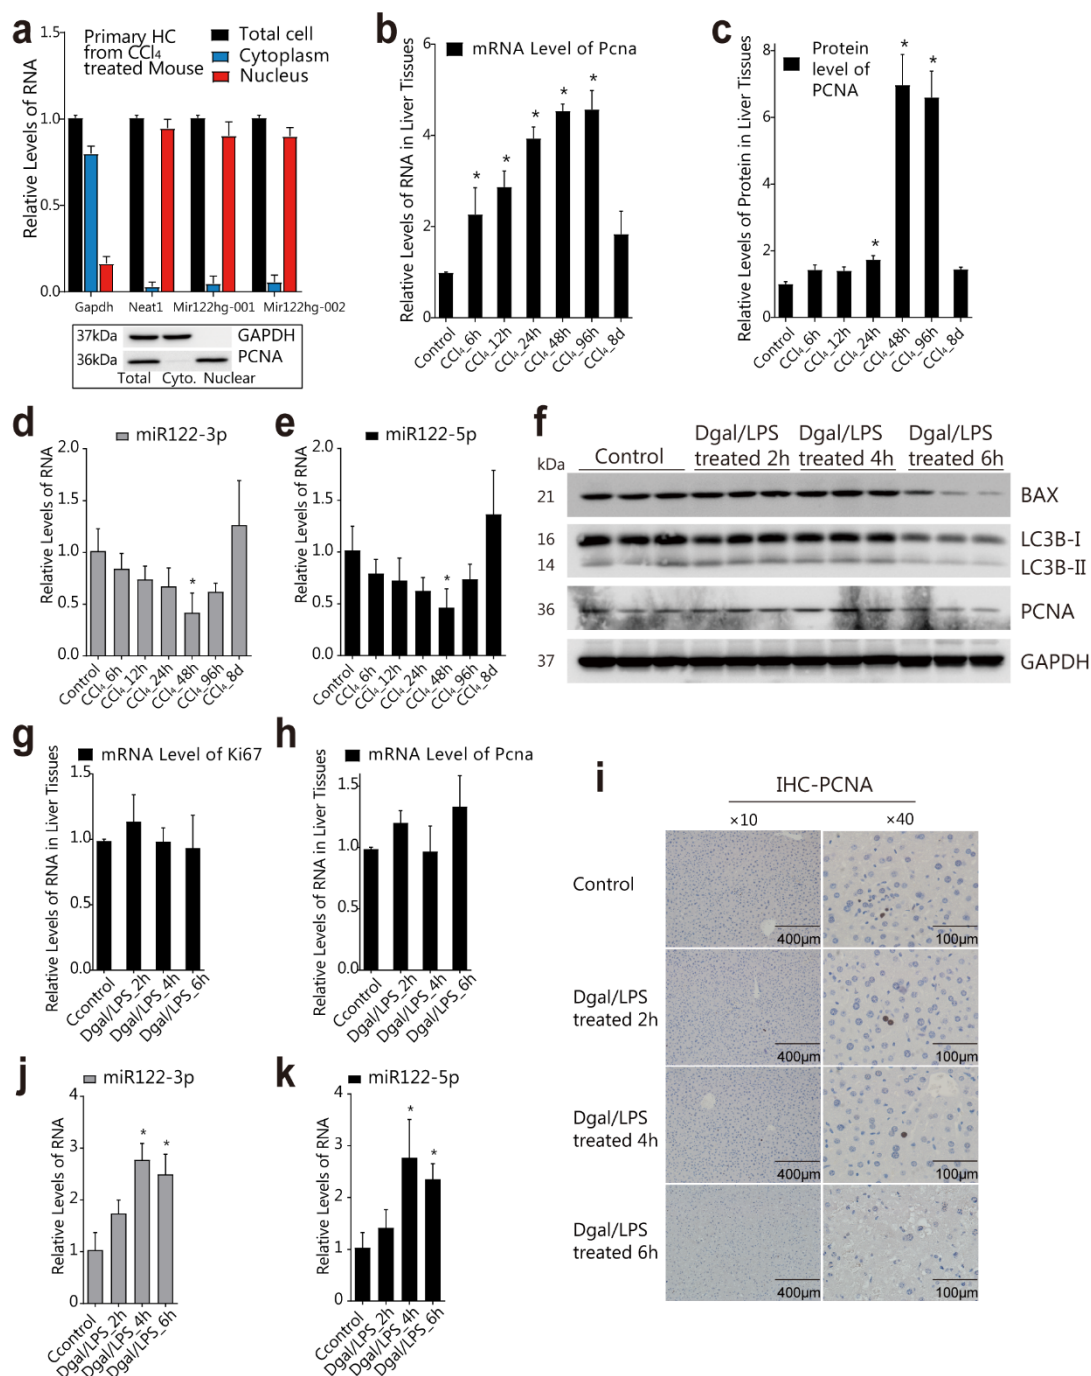 a
Primary HC
from CCl₄
treated Mouse
Total cell
Cytoplasm
Nucleus
Relative Levels of RNA
1.5
1.0
0.5
0.0
Gapdh Neat1 Mir122hg-001 Mir122hg-002
37kDa GAPDH
36kDa PCNA
Total Cyto. Nuclear
b
mRNA Level of Pcna
Relative Levels of RNA in Liver Tissues
6
4
2
0
* * * * *
Control CCl₄_6h CCl₄_12h CCl₄_24h CCl₄_48h CCl₄_96h CCl₄_8d
c
Protein
level of
PCNA
Relative Levels of Protein in Liver Tissues
8
6
4
2
0
* * *
Control CCl₄_6h CCl₄_12h CCl₄_24h CCl₄_48h CCl₄_96h CCl₄_8d
d
miR122-3p
Relative Levels of RNA
2.0
1.5
1.0
0.5
0.0
*
Control CCl₄_6h CCl₄_12h CCl₄_24h CCl₄_48h CCl₄_96h CCl₄_8d
e
miR122-5p
Relative Levels of RNA
2.0
1.5
1.0
0.5
0.0
*
Control CCl₄_6h CCl₄_12h CCl₄_24h CCl₄_48h CCl₄_96h CCl₄_8d
f
Dgal/LPS Dgal/LPS Dgal/LPS
kDa Control treated 2h treated 4h treated 6h
21 BAX
16 LC3B-I
14 LC3B-II
36 PCNA
37 GAPDH
g
mRNA Level of Ki67
Relative Levels of RNA in Liver Tissues
1.5
1.0
0.5
0.0
Ccontrol Dgal/LPS_2h Dgal/LPS_4h Dgal/LPS_6h
h
mRNA Level of Pcna
Relative Levels of RNA in Liver Tissues
1.5
1.0
0.5
0.0
Ccontrol Dgal/LPS_2h Dgal/LPS_4h Dgal/LPS_6h
i
IHC-PCNA
×10 ×40
Control
400μm 100μm
Dgal/LPS
treated 2h
400μm 100μm
Dgal/LPS
treated 4h
400μm 100μm
Dgal/LPS
treated 6h
400μm 100μm
j
miR122-3p
Relative Levels of RNA
4
3
2
1
0
* *
Ccontrol Dgal/LPS_2h Dgal/LPS_4h Dgal/LPS_6h
k
miR122-5p
Relative Levels of RNA
4
3
2
1
0
* *
Ccontrol Dgal/LPS_2h Dgal/LPS_4h Dgal/LPS_6h